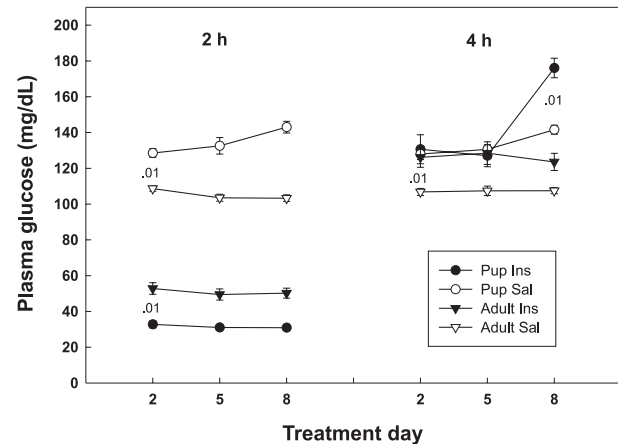 200
180
160
140
120
100
80
60
40
20
0
Plasma glucose (mg/dL)
2 h
4 h
.01
.01
.01
.01
Pup Ins
Pup Sal
Adult Ins
Adult Sal
2 5 8 2 5 8
Treatment day